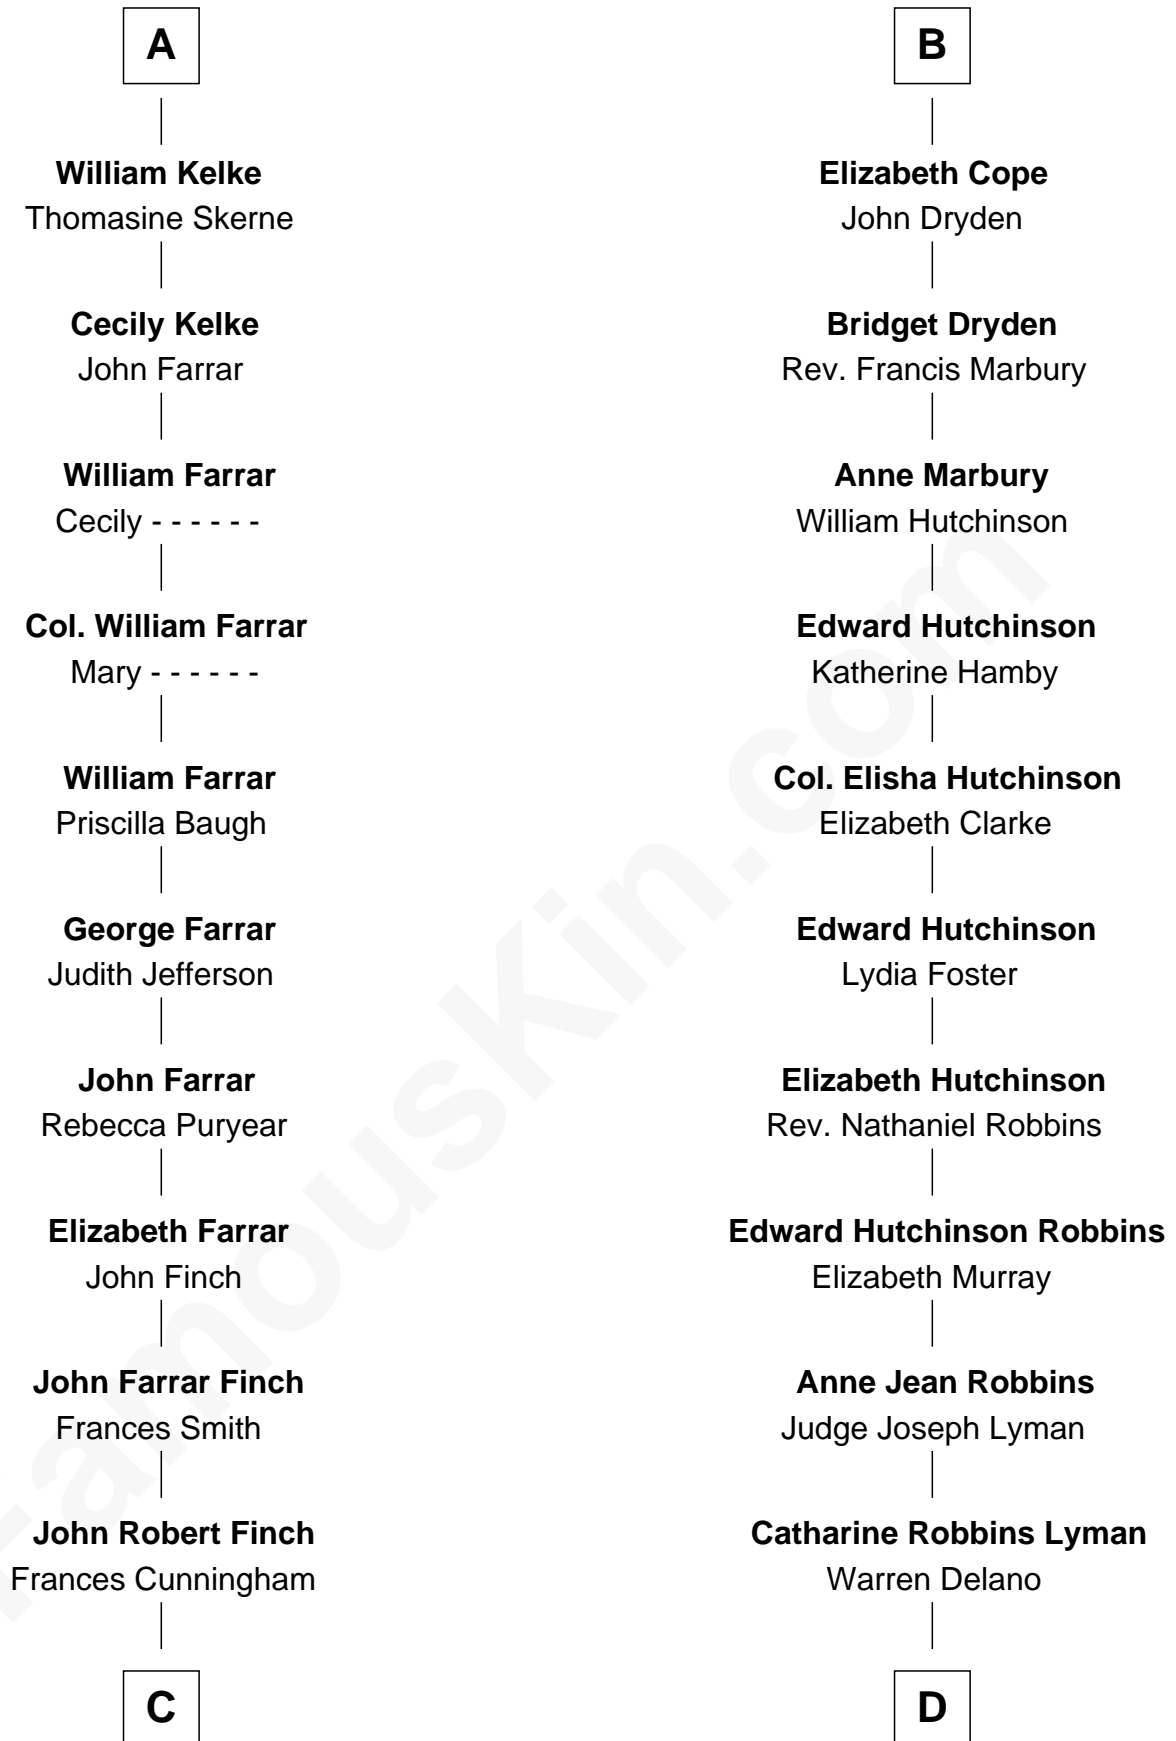 A
William Kelke
Thomasine Skerne
Cecily Kelke
John Farrar
William Farrar
Cecily - - - - - -
Col. William Farrar
Mary - - - - - -
William Farrar
Priscilla Baugh
George Farrar
Judith Jefferson
John Farrar
Rebecca Puryear
Elizabeth Farrar
John Finch
John Farrar Finch
Frances Smith
John Robert Finch
Frances Cunningham
C
B
Elizabeth Cope
John Dryden
Bridget Dryden
Rev. Francis Marbury
Anne Marbury
William Hutchinson
Edward Hutchinson
Katherine Hamby
Col. Elisha Hutchinson
Elizabeth Clarke
Edward Hutchinson
Lydia Foster
Elizabeth Hutchinson
Rev. Nathaniel Robbins
Edward Hutchinson Robbins
Elizabeth Murray
Anne Jean Robbins
Judge Joseph Lyman
Catharine Robbins Lyman
Warren Delano
D
FamousKin.com